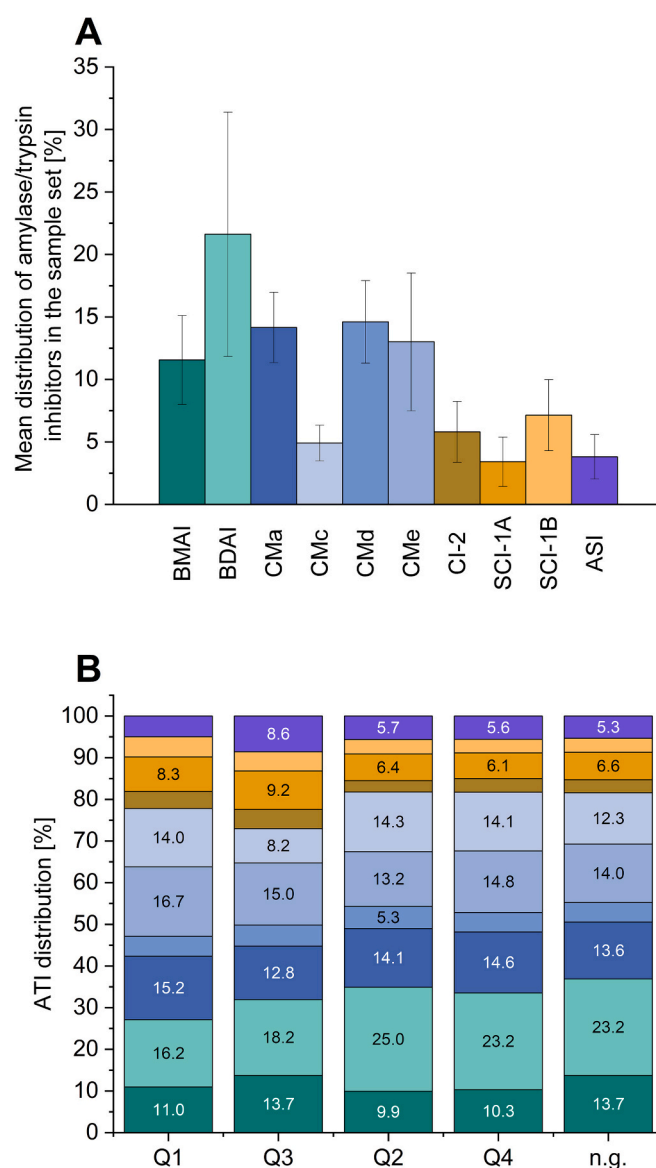 A
Mean distribution of amylase/trypsin
inhibitors in the sample set [%]
35
30
25
20
15
10
5
0
BMAI
BDAI
CMa
CMc
CMd
CMe
CI-2
SCI-1A
SCI-1B
ASI
B
ATI distribution [%]
100
90
80
70
60
50
40
30
20
10
0
8.3
14.0
16.7
15.2
16.2
11.0
8.6
9.2
8.2
15.0
12.8
18.2
13.7
5.7
6.4
14.3
13.2
5.3
14.1
25.0
9.9
5.6
6.1
14.1
14.8
14.6
23.2
10.3
5.3
6.6
12.3
14.0
13.6
23.2
13.7
Q1
Q3
Q2
Q4
n.g.